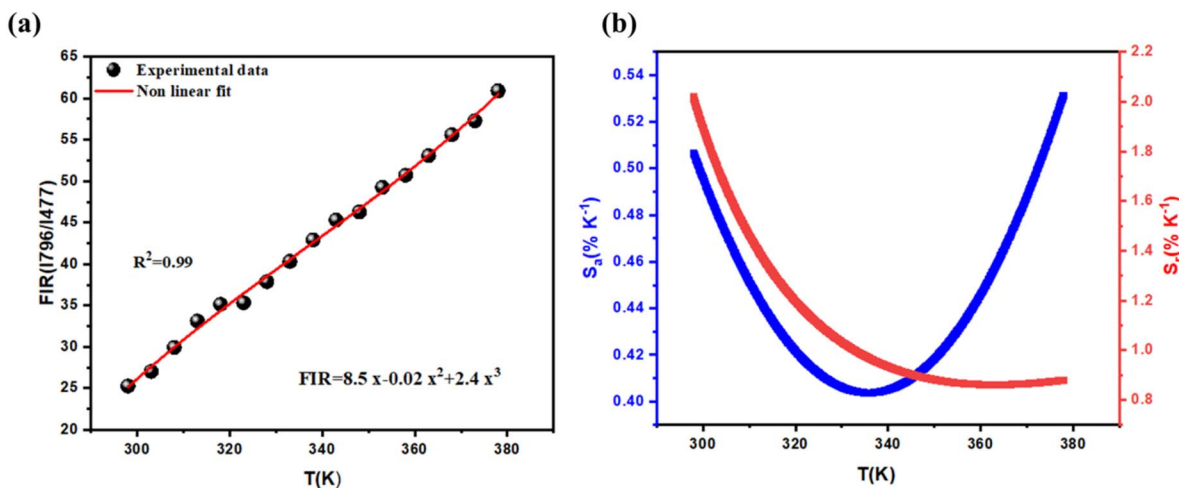 (a)
65
60
55
50
45
40
35
30
25
20
FIR(I796/I477)
Experimental data
Non linear fit
R²=0.99
FIR=8.5 x-0.02 x²+2.4 x³
300 320 340 360 380
T(K)
(b)
0.54
0.52
0.50
0.48
0.46
0.44
0.42
0.40
Sa(% K⁻¹)
2.2
2.0
1.8
1.6
1.4
1.2
1.0
0.8
Sr(% K⁻¹)
300 320 340 360 380
T(K)